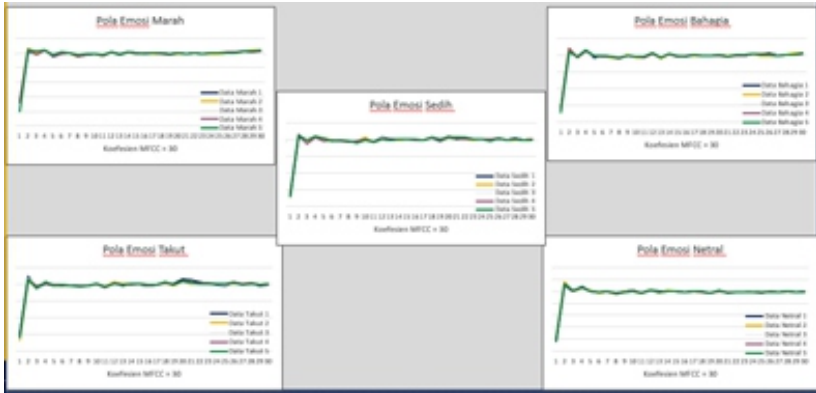 Pola Emosi Marah
Data Marah 1
Data Marah 2
Data Marah 3
Data Marah 4
Data Marah 5
1 2 3 4 5 6 7 8 9 10 11 12 13 14 15 16 17 18 19 20 21 22 23 24 25 26 27 28 29 30
Koefesien MFCC = 30
Pola Emosi Bahagia
Data Bahagia 1
Data Bahagia 2
Data Bahagia 3
Data Bahagia 4
Data Bahagia 5
1 2 3 4 5 6 7 8 9 10 11 12 13 14 15 16 17 18 19 20 21 22 23 24 25 26 27 28 29 30
Koefesien MFCC = 30
Pola Emosi Sedih
Data Sedih 1
Data Sedih 2
Data Sedih 3
Data Sedih 4
Data Sedih 5
1 2 3 4 5 6 7 8 9 10 11 12 13 14 15 16 17 18 19 20 21 22 23 24 25 26 27 28 29 30
Koefesien MFCC = 30
Pola Emosi Takut
Data Takut 1
Data Takut 2
Data Takut 3
Data Takut 4
Data Takut 5
1 2 3 4 5 6 7 8 9 10 11 12 13 14 15 16 17 18 19 20 21 22 23 24 25 26 27 28 29 30
Koefesien MFCC = 30
Pola Emosi Netral
Data Netral 1
Data Netral 2
Data Netral 3
Data Netral 4
Data Netral 5
1 2 3 4 5 6 7 8 9 10 11 12 13 14 15 16 17 18 19 20 21 22 23 24 25 26 27 28 29 30
Koefesien MFCC = 30